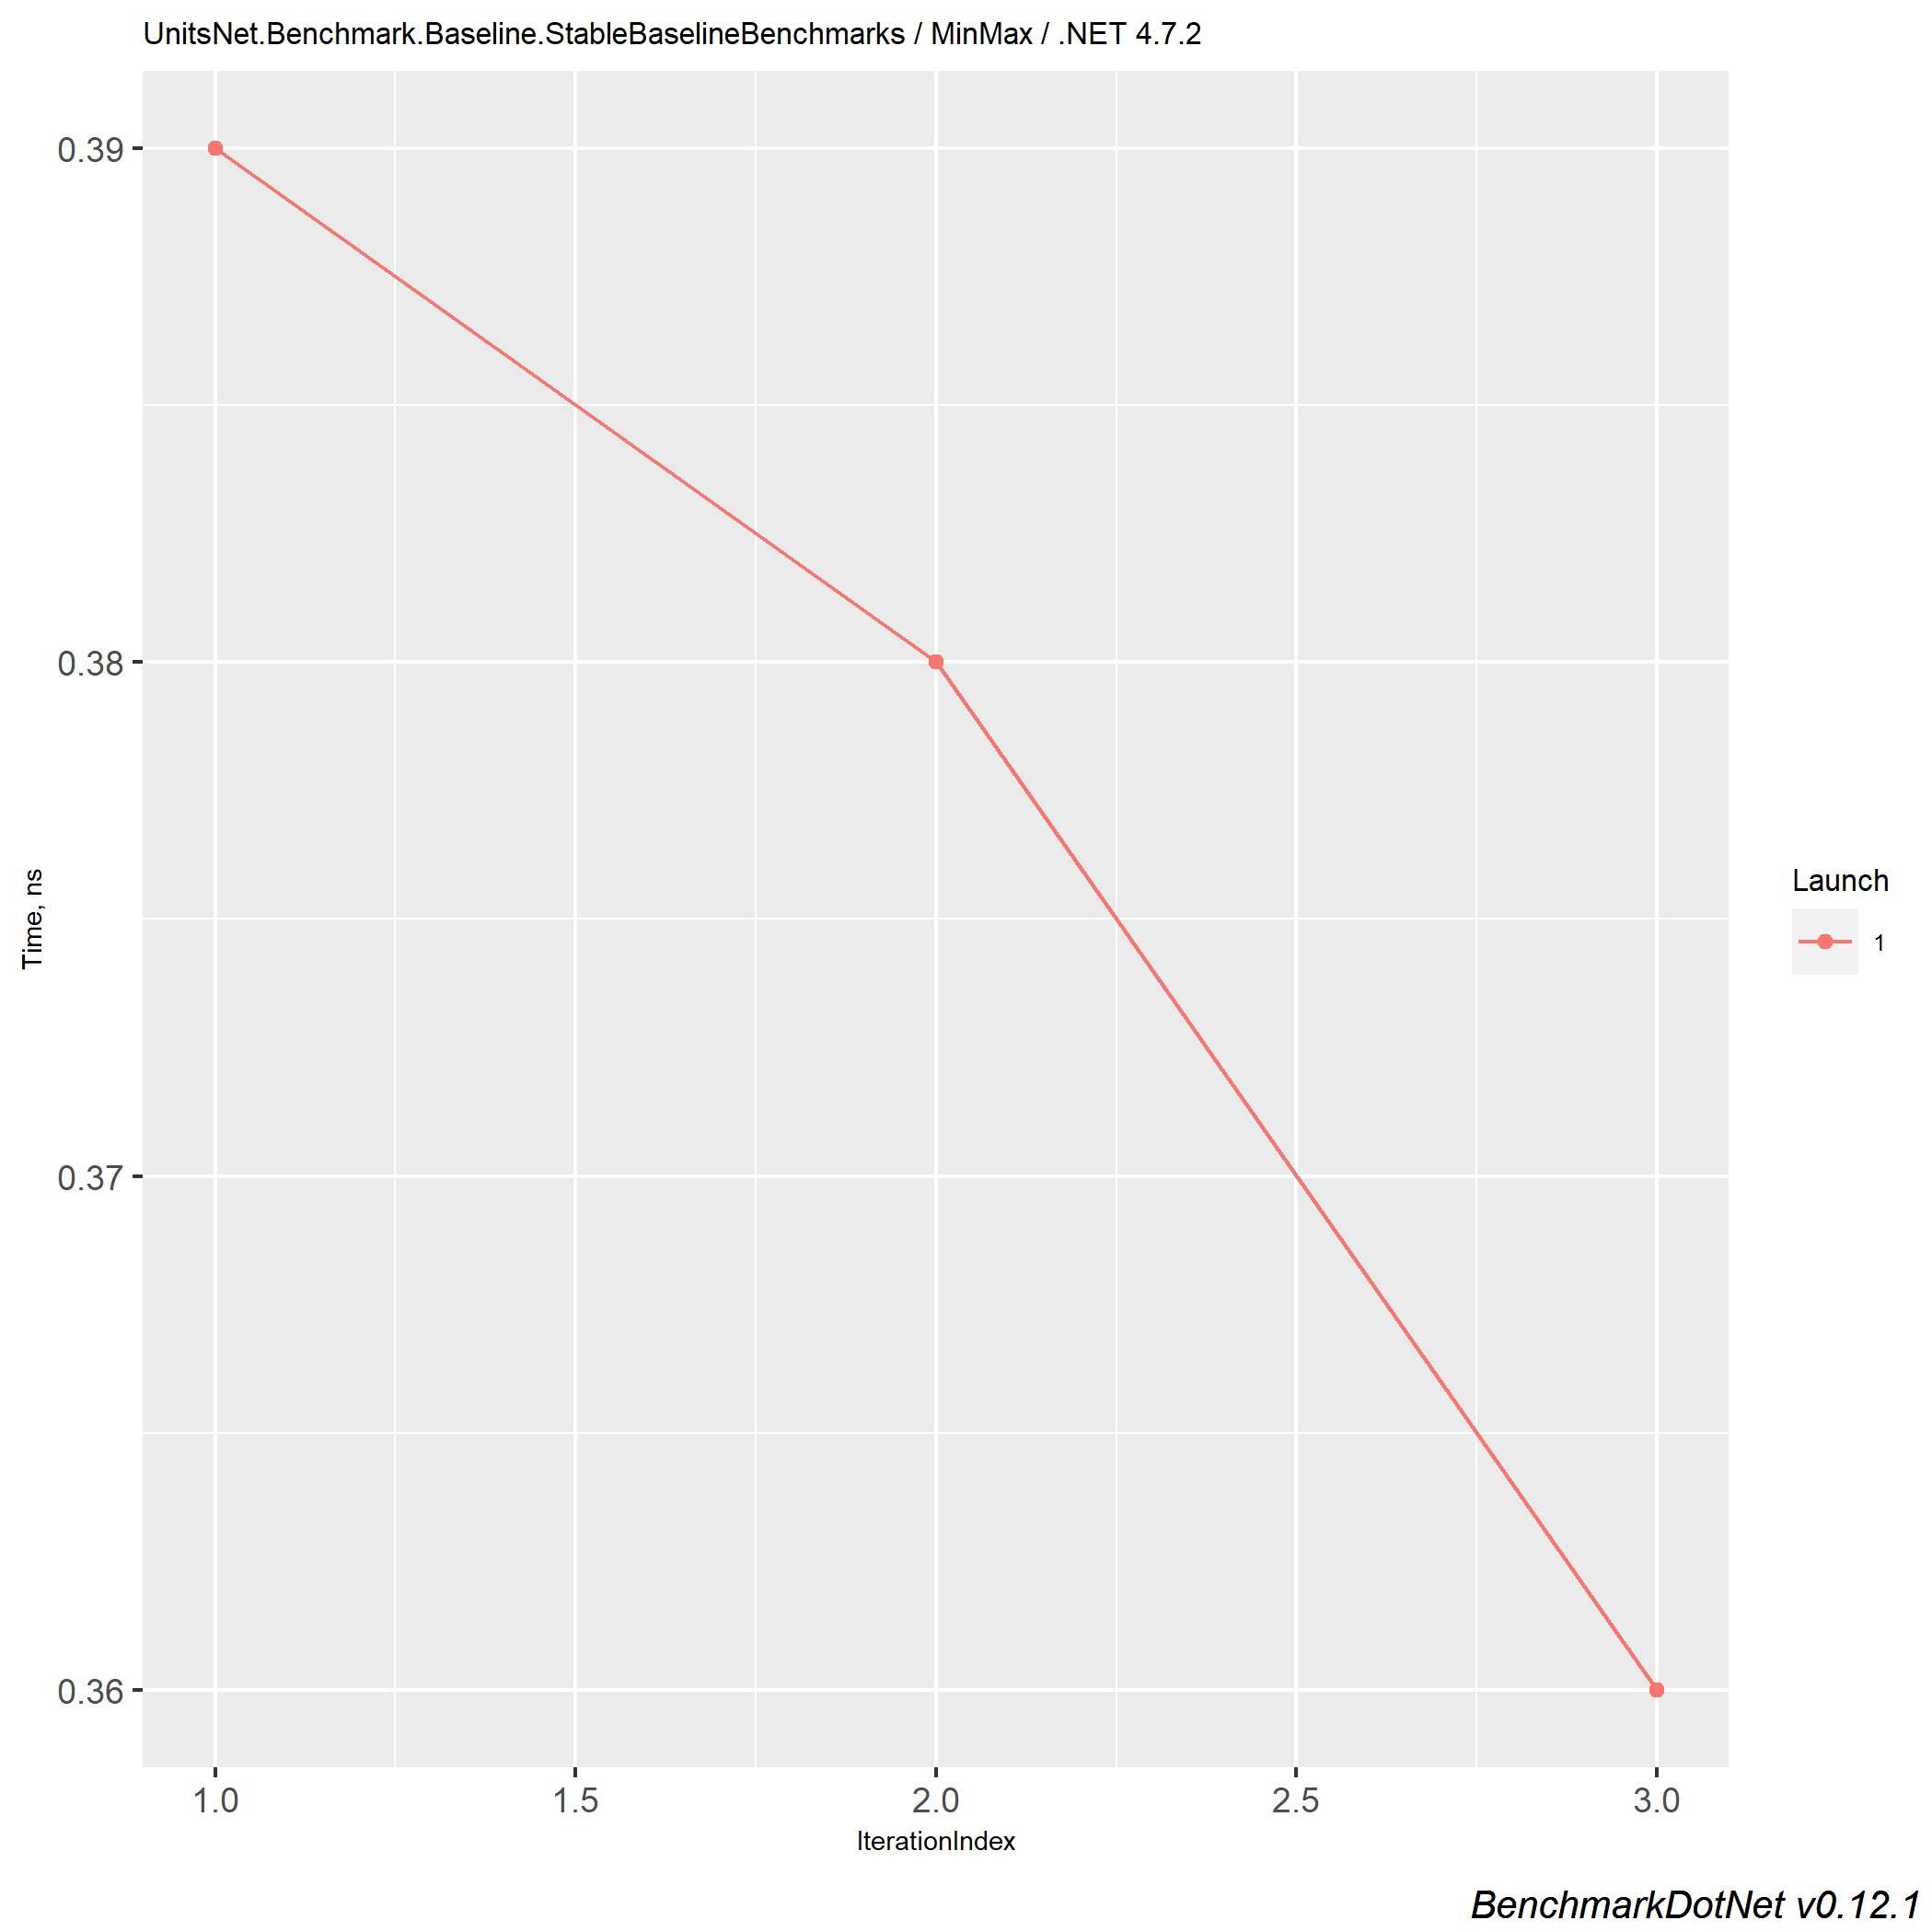 UnitsNet.Benchmark.Baseline.StableBaselineBenchmarks / MinMax / .NET 4.7.2
0.39
0.38
0.37
0.36
Time, ns
1.0 1.5 2.0 2.5 3.0
IterationIndex
Launch
1
BenchmarkDotNet v0.12.1